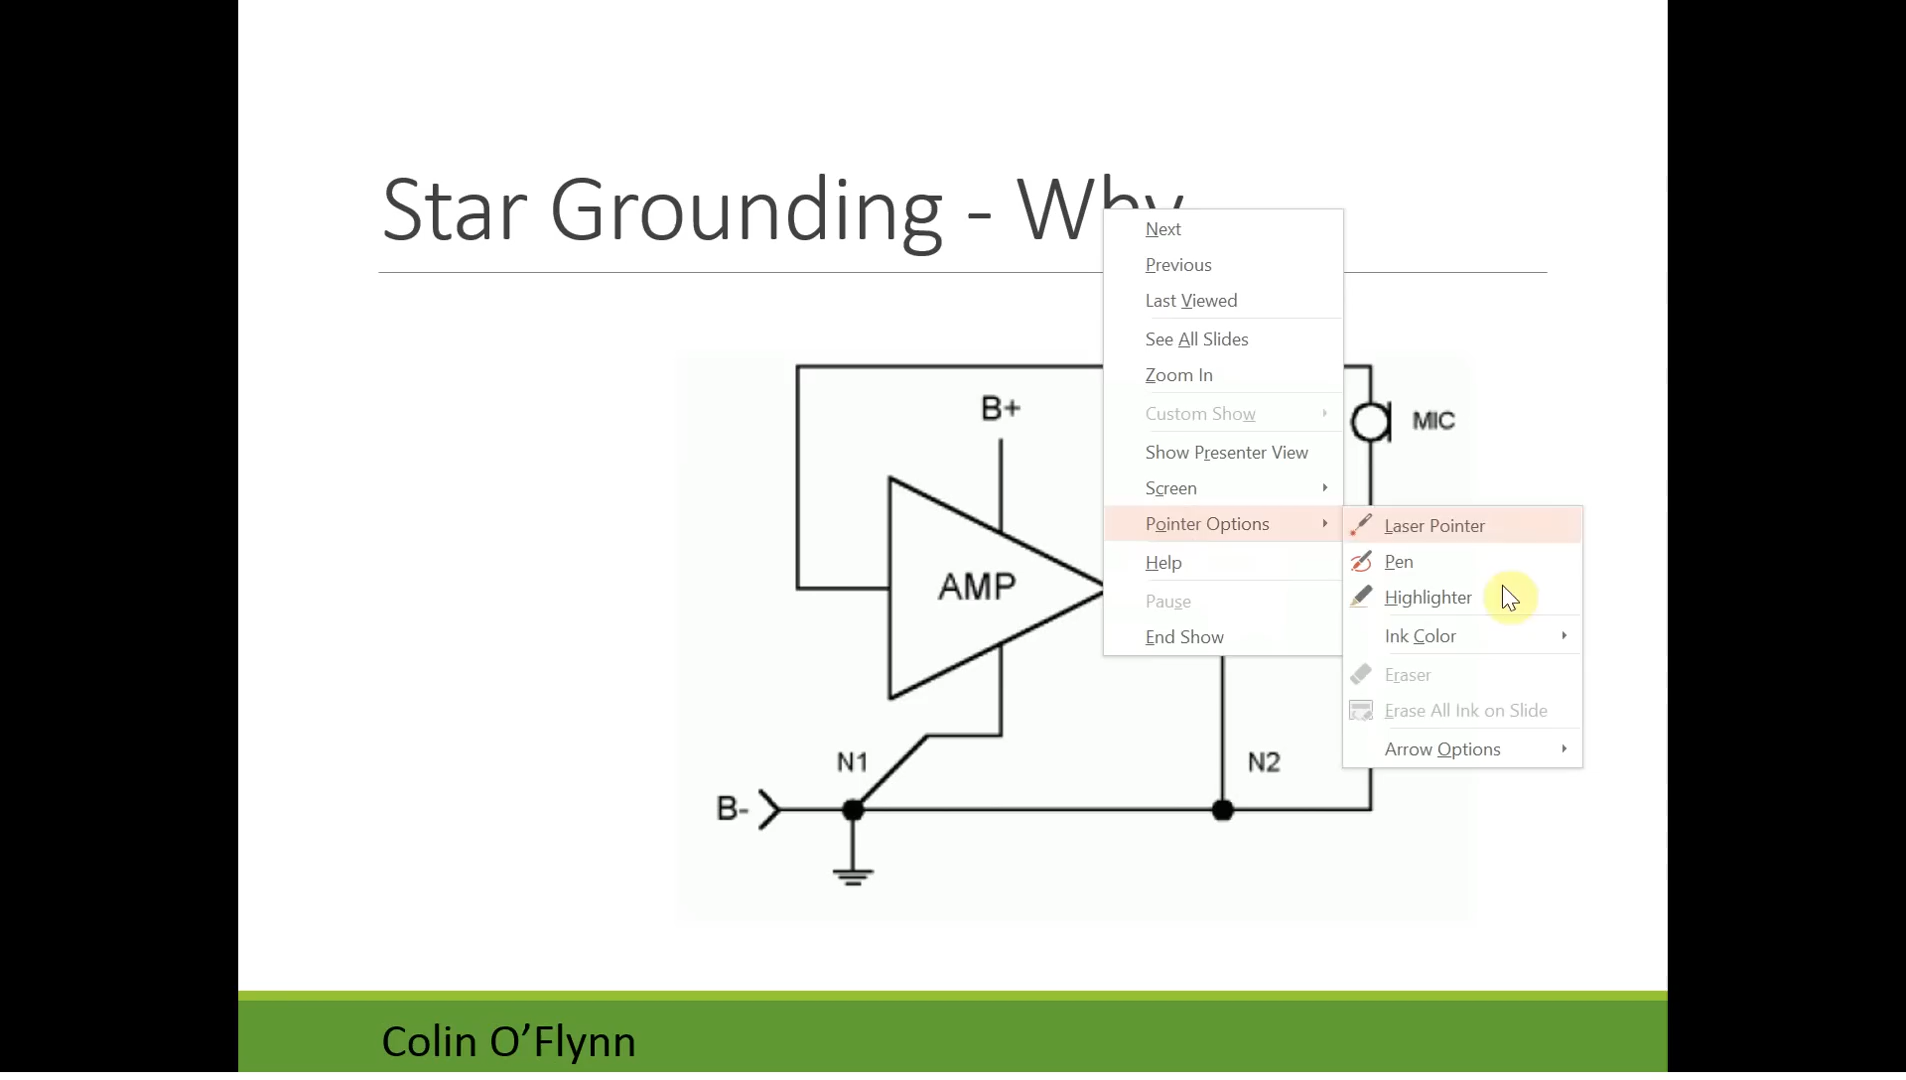 Star Grounding - Why
Next
Previous
Last Viewed
See All Slides
Zoom In
Custom Show
Show Presenter View
Screen
Pointer Options
Help
Pause
End Show
Laser Pointer
Pen
Highlighter
Ink Color
Eraser
Erase All Ink on Slide
Arrow Options
B+
MIC
AMP
N1
N2
B-
Colin O’Flynn